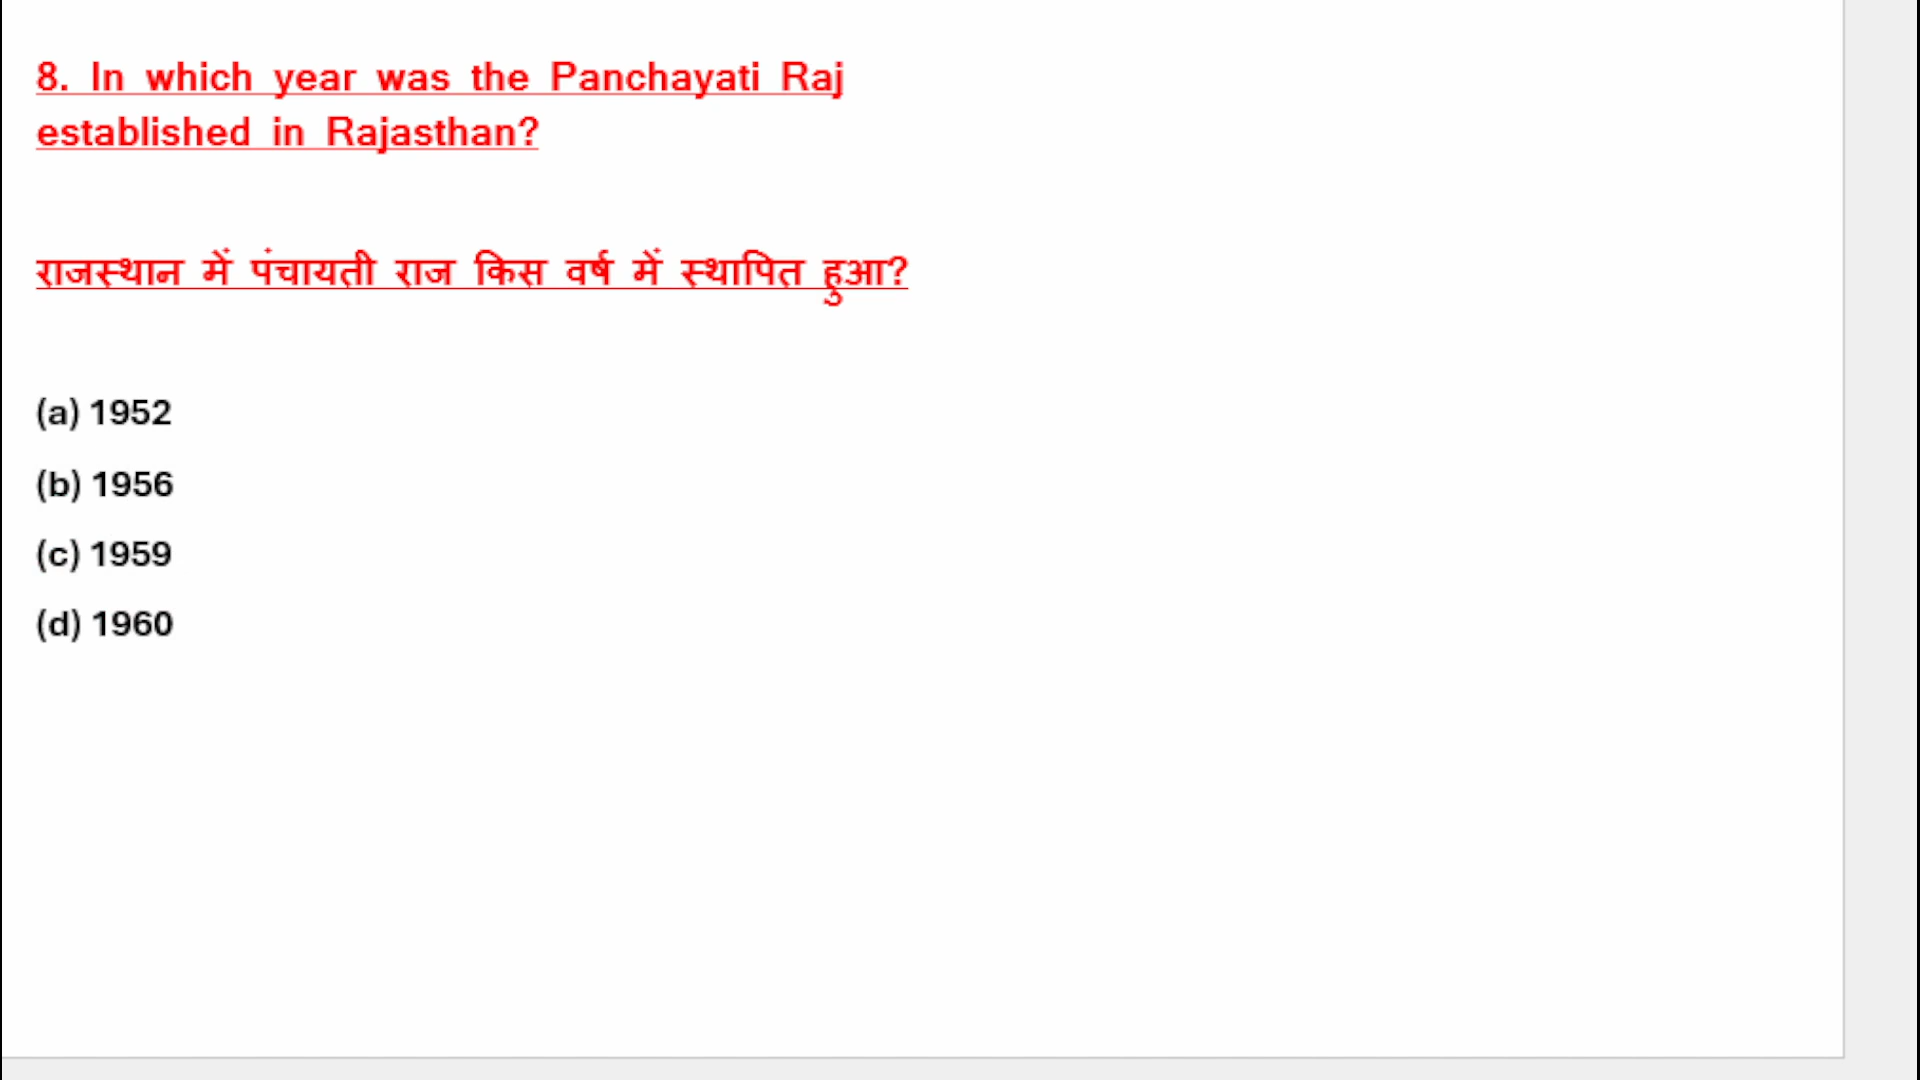 8. In which year was the Panchayati Raj
established in Rajasthan?
राजस्थान में पंचायती राज किस वर्ष में स्थापित हुआ?
(a) 1952
(b) 1956
(c) 1959
(d) 1960